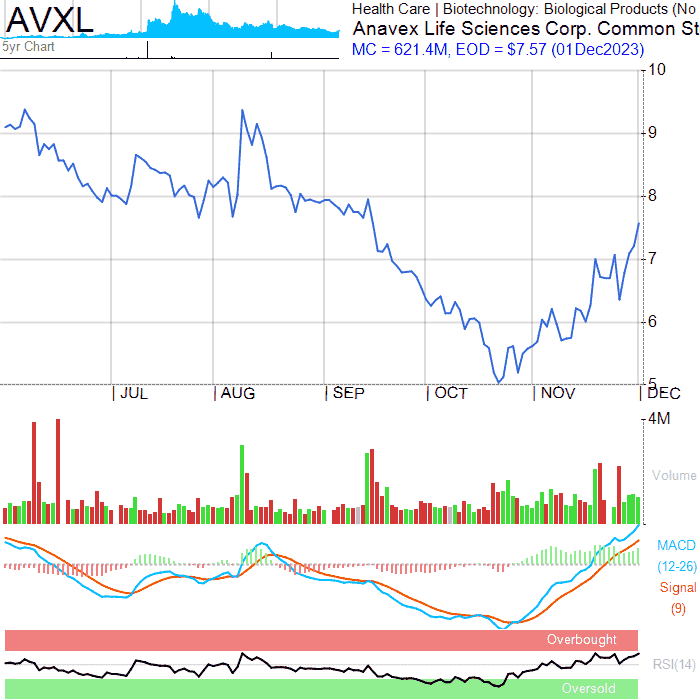 AVXL
5yr Chart
Health Care | Biotechnology: Biological Products (No
Anavex Life Sciences Corp. Common St
MC = 621.4M, EOD = $7.57 (01Dec2023)
10
9
8
7
6
5
JUL AUG SEP OCT NOV DEC
4M
Volume
MACD
(12-26)
Signal
(9)
Overbought
RSI(14)
Oversold